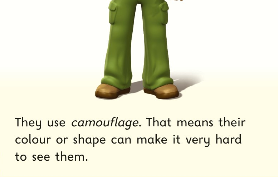 They use camouflage. That means their
colour or shape can make it very hard
to see them.